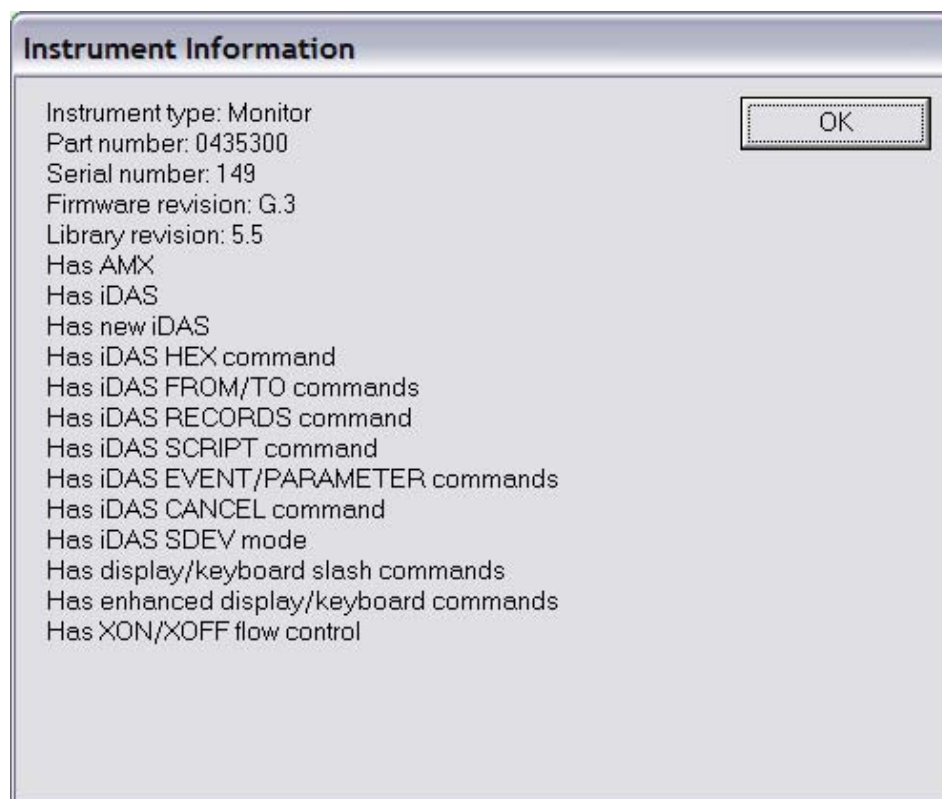 Instrument Information
Instrument type: Monitor
OK
Part number: 0435300
Serial number: 149
Firmware revision: G.3
Library revision: 5.5
Has AMX
Has iDAS
Has new iDAS
Has iDAS HEX command
Has iDAS FROM/TO commands
Has iDAS RECORDS command
Has iDAS SCRIPT command
Has iDAS EVENT/PARAMETER commands
Has iDAS CANCEL command
Has iDAS SDEV mode
Has display/keyboard slash commands
Has enhanced display/keyboard commands
Has XON/XOFF flow control